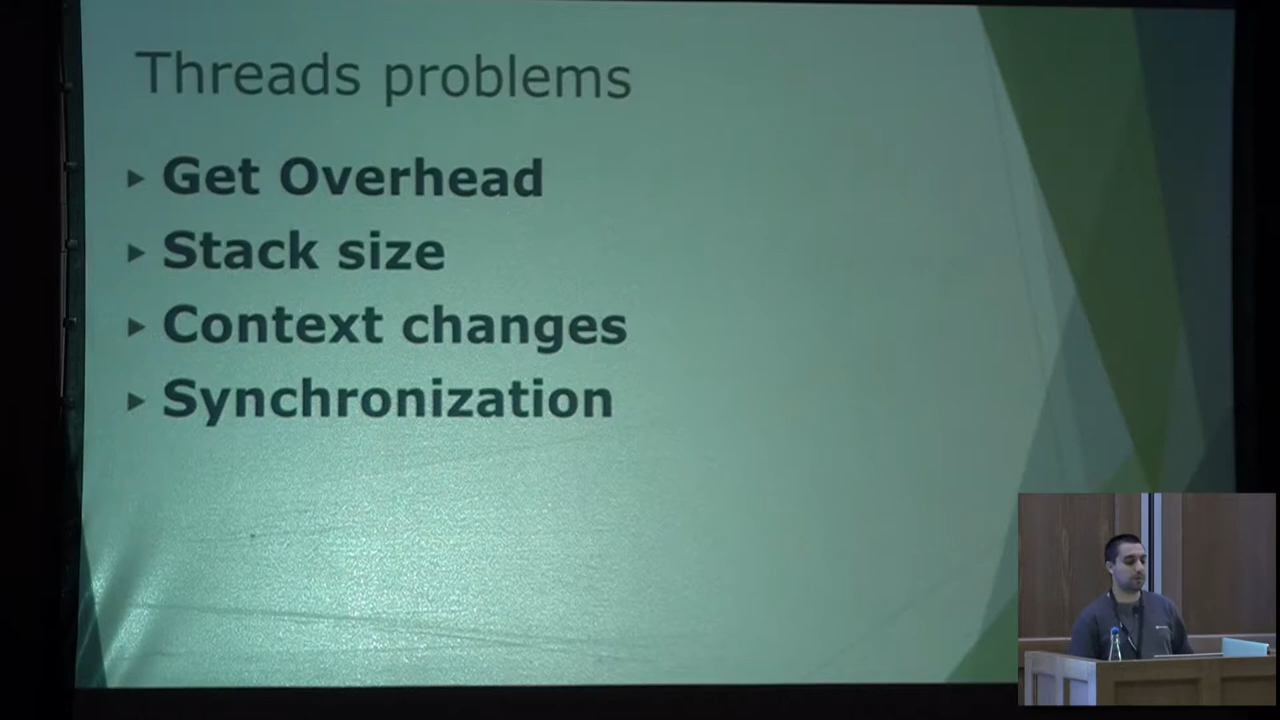 Threads problems
Get Overhead
Stack size
Context changes
Synchronization